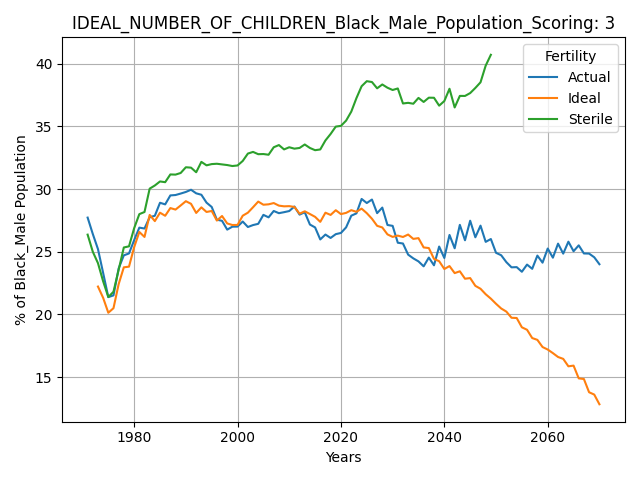 IDEAL_NUMBER_OF_CHILDREN_Black_Male_Population_Scoring: 3
Fertility
Actual
Ideal
Sterile
% of Black_Male Population
40
35
30
25
20
15
1980
2000
2020
2040
2060
Years